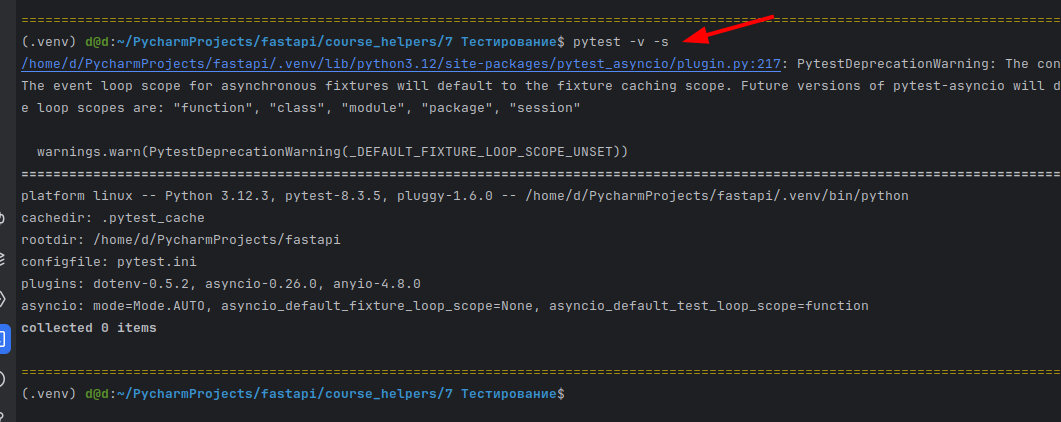 (.venv) d@d:~/PycharmProjects/fastapi/course_helpers/7 Тестирование$ pytest -v -s
/home/d/PycharmProjects/fastapi/.venv/lib/python3.12/site-packages/pytest_asyncio/plugin.py:217: PytestDeprecationWarning: The con
The event loop scope for asynchronous fixtures will default to the fixture caching scope. Future versions of pytest-asyncio will d
e loop scopes are: "function", "class", "module", "package", "session"
warnings.warn(PytestDeprecationWarning(_DEFAULT_FIXTURE_LOOP_SCOPE_UNSET))
platform linux -- Python 3.12.3, pytest-8.3.5, pluggy-1.6.0 -- /home/d/PycharmProjects/fastapi/.venv/bin/python
cachedir: .pytest_cache
rootdir: /home/d/PycharmProjects/fastapi
configfile: pytest.ini
plugins: dotenv-0.5.2, asyncio-0.26.0, anyio-4.8.0
asyncio: mode=Mode.AUTO, asyncio_default_fixture_loop_scope=None, asyncio_default_test_loop_scope=function
collected 0 items
(.venv) d@d:~/PycharmProjects/fastapi/course_helpers/7 Тестирование$